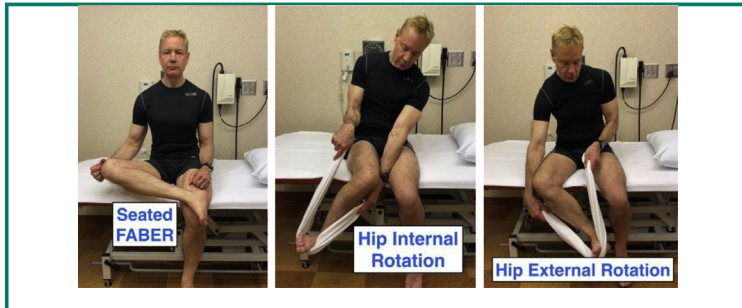 Seated
FABER
Hip Internal
Rotation
Hip External Rotation